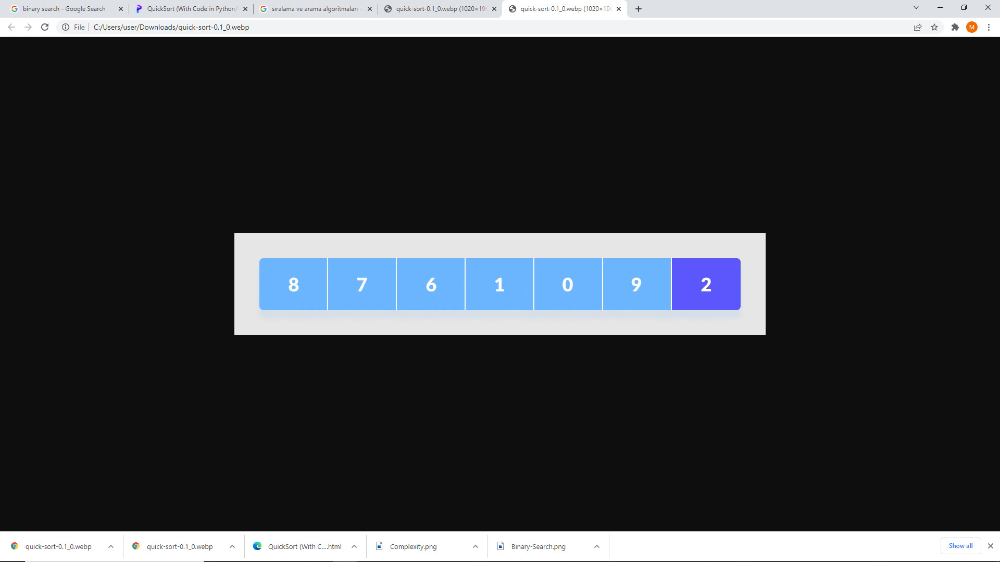 binary search - Google Search
QuickSort (With Code in Python/
sıralama ve arama algoritmaları -
quick-sort-0.1_0.webp (1020×19
quick-sort-0.1_0.webp (1020×19
File
C:/Users/user/Downloads/quick-sort-0.1_0.webp
M
8 7 6 1 0 9 2
quick-sort-0.1_0.webp
quick-sort-0.1_0.webp
QuickSort (With C....html
Complexity.png
Binary-Search.png
Show all